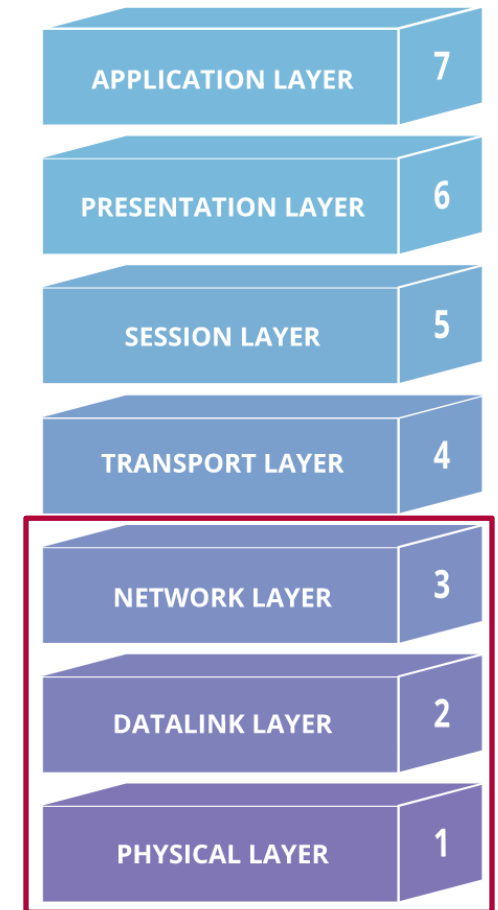 APPLICATION LAYER 7
PRESENTATION LAYER 6
SESSION LAYER 5
TRANSPORT LAYER 4
NETWORK LAYER 3
DATALINK LAYER 2
PHYSICAL LAYER 1